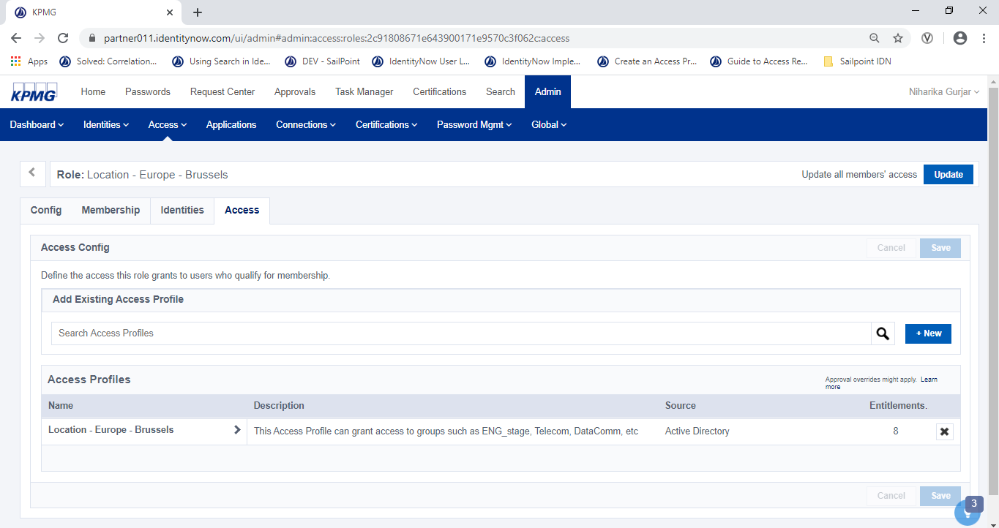 KPMG
partner011.identitynow.com/ui/admin#admin:access:roles:2c91808671e643900171e9570c3f062c:access
Apps Solved: Correlation... Using Search in Ide... DEV - SailPoint IdentityNow User L... IdentityNow Imple... Create an Access Pr... Guide to Access Re... Sailpoint IDN
KPMG Home Passwords Request Center Approvals Task Manager Certifications Search Admin Niharika Gurjar
Dashboard Identities Access Applications Connections Certifications Password Mgmt Global
Role: Location - Europe - Brussels Update all members' access Update
Config Membership Identities Access
Access Config Cancel Save
Define the access this role grants to users who qualify for membership.
Add Existing Access Profile
Search Access Profiles + New
Access Profiles Approval overrides might apply. Learn
more
Name Description Source Entitlements.
Location - Europe - Brussels This Access Profile can grant access to groups such as ENG_stage, Telecom, DataComm, etc Active Directory 8
Cancel Save
3